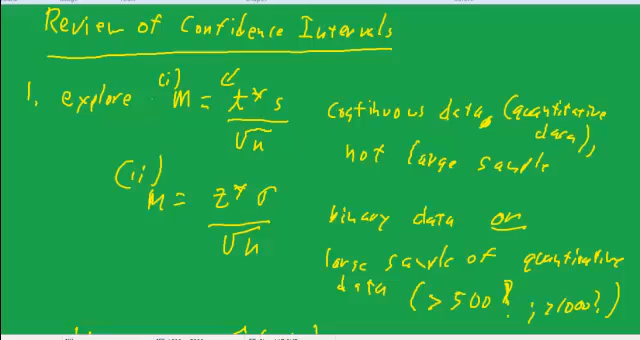 Review of Confidence Intervals
1. explore (i) m = t* s / √n continuous data (quantitative data), not large sample
(ii) m = z* σ / √n binary data or
large sample of quantitative
data (> 500? ; > 1000?)